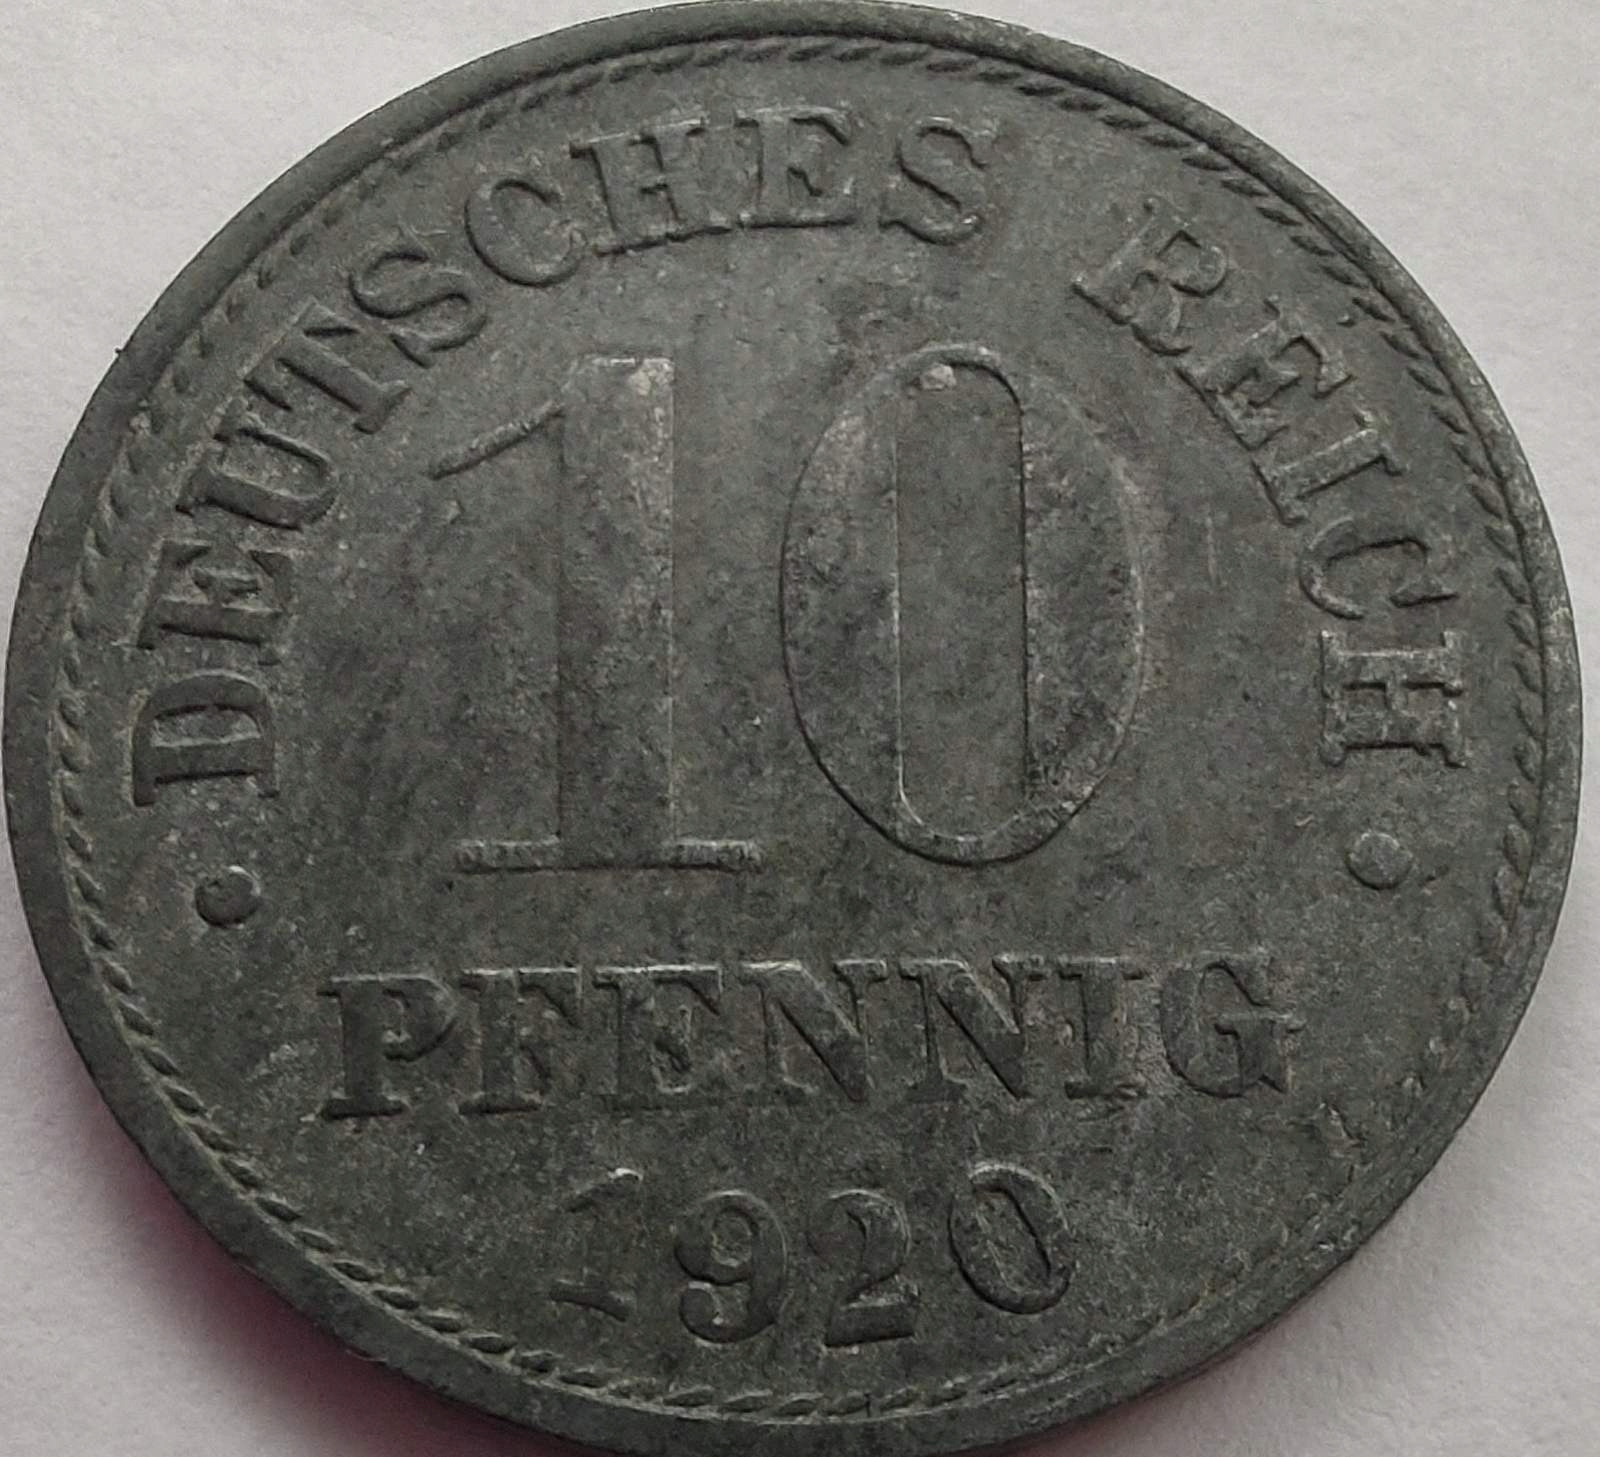 DEUTSCHES REICH
10
PFENNIG
1920